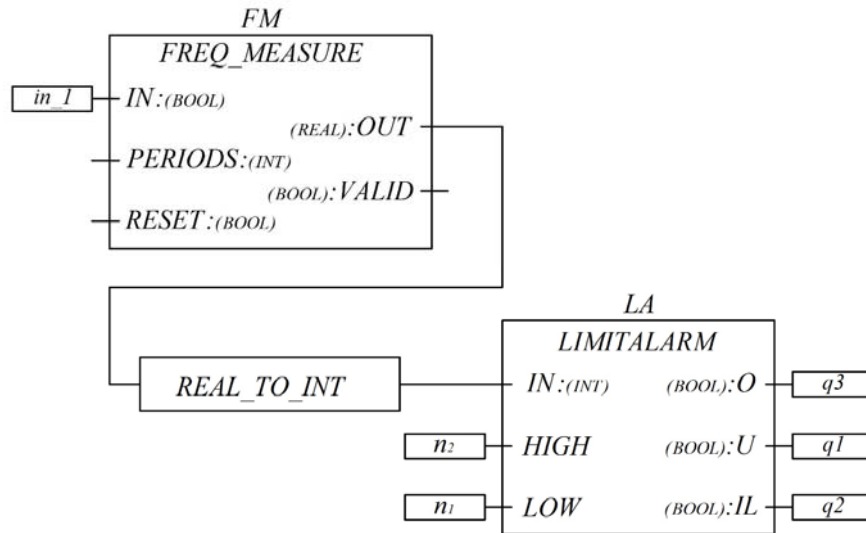 FM
FREQ_MEASURE
in_1
IN:(BOOL)
(REAL):OUT
PERIODS:(INT)
(BOOL):VALID
RESET:(BOOL)
LA
LIMITALARM
REAL_TO_INT
IN:(INT)
(BOOL):O
q3
n₂
HIGH
(BOOL):U
q1
n₁
LOW
(BOOL):IL
q2